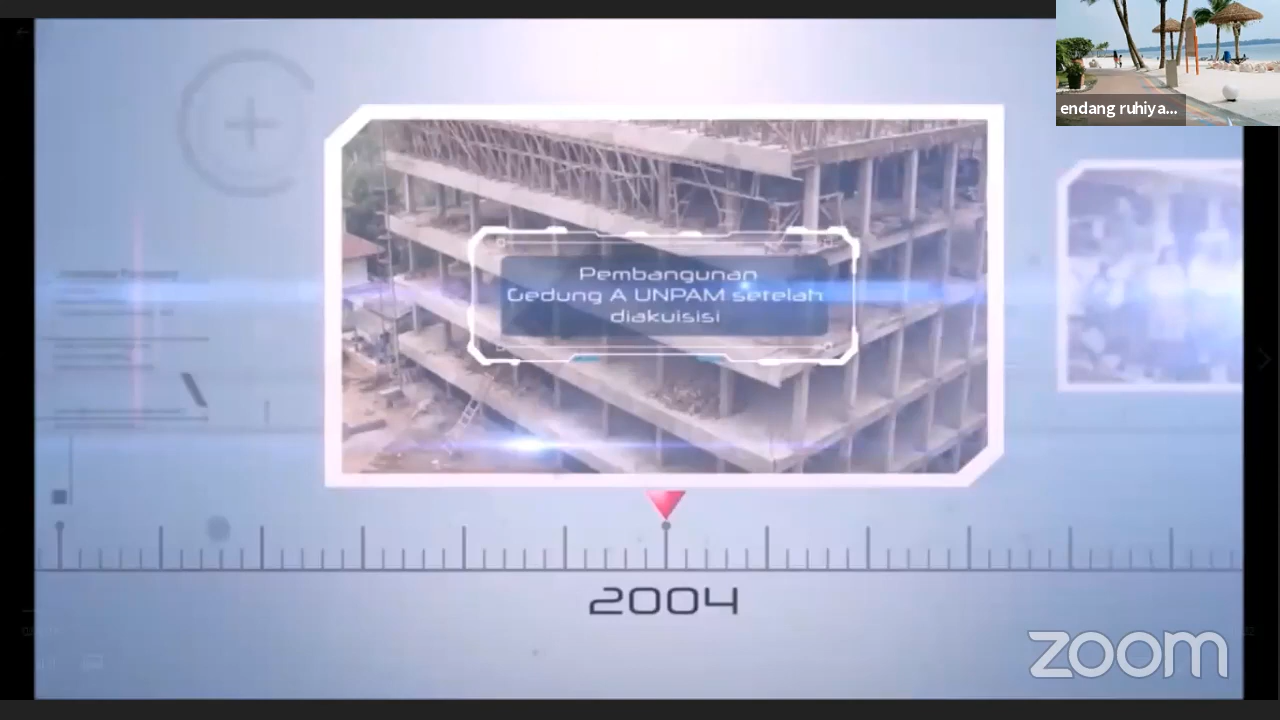 endang ruhiya...
Pembangunan
Gedung A UNPAM setelah
diakuisisi
2004
zoom